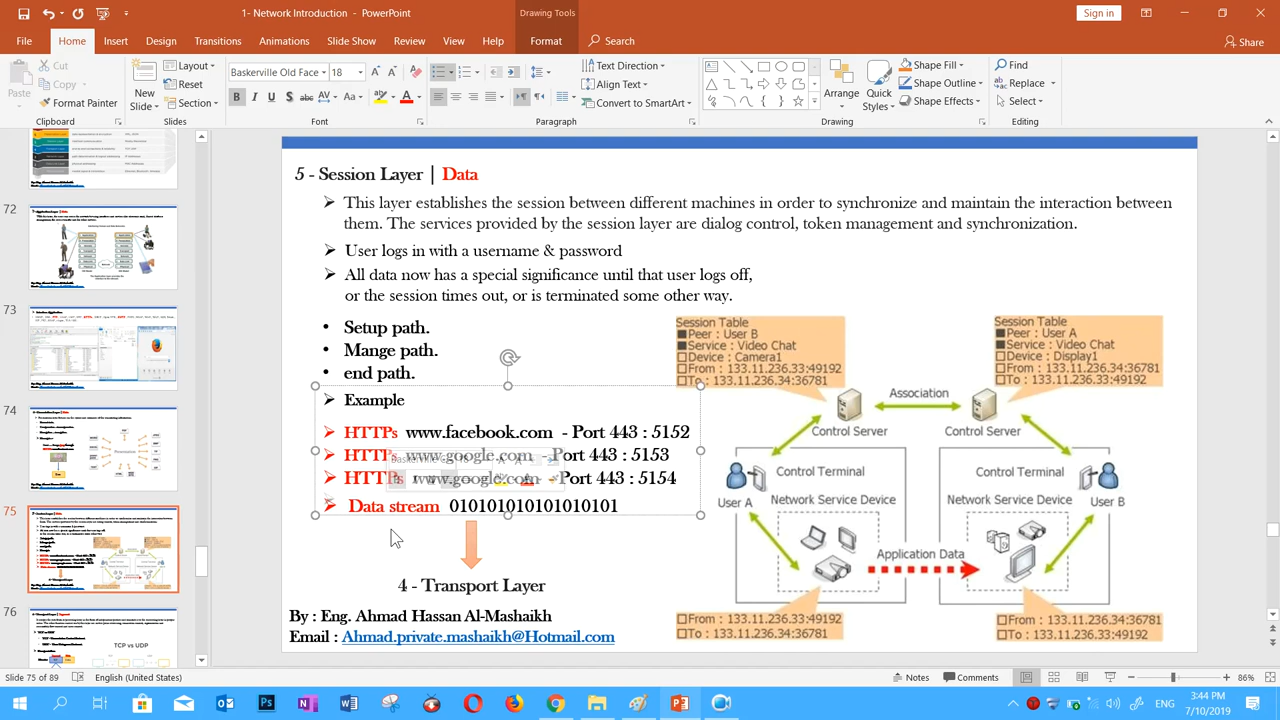 1- Network Introduction - PowerPoint
Drawing Tools
Sign in
File Home Insert Design Transitions Animations Slide Show Review View Help Format Search
Share
Paste
Cut
Copy
Format Painter
Clipboard
New Slide
Layout
Reset
Section
Slides
Baskerville Old Face 18
Font
Text Direction
Align Text
Convert to SmartArt
Paragraph
Arrange
Quick Styles
Shape Fill
Shape Outline
Shape Effects
Drawing
Find
Replace
Select
Editing
72
73
74
75
76
TCP vs UDP
5 - Session Layer | Data
This layer establishes the session between different machines in order to synchronize and maintain the interaction between
them. The services provided by the session layer are analog control, token management and synchronization.
User logs in with a username & password.
Al data now has a special significance until that user logs off,
or the session times out, or is terminated some other way.
• Setup path.
• Mange path.
end path.
Example
HTTPs www.facebook.com - Port 443 : 5152
HTTPs www.google.com - Port 443 : 5153
HTTPs www.google.com - Port 443 : 5154
Data stream
4 - Transport Layer
By : Eng. Ahmad Hassan Al-Mashaikh
Email : Ahmad.private.mashaikh@Hotmail.com
Session Table
Peer : User B
Service : Video Chat
Device : Camera1
From : 133.11.236.33:49192
To : 133.11.236.34:36781
Session Table
Peer : User A
Service : Video Chat
Device : Display1
From : 133.11.236.34:36781
To : 133.11.236.33:49192
Association
Control Server
Control Server
Control Terminal
Control Terminal
User A
User B
Network Service Device
Network Service Device
Application Data
From : 133.11.236.33:49192
To : 133.11.236.34:36781
From : 133.11.236.34:36781
To : 133.11.236.33:49192
Slide 75 of 89 English (United States)
Notes Comments 86%
ENG
3:44 PM
7/10/2019